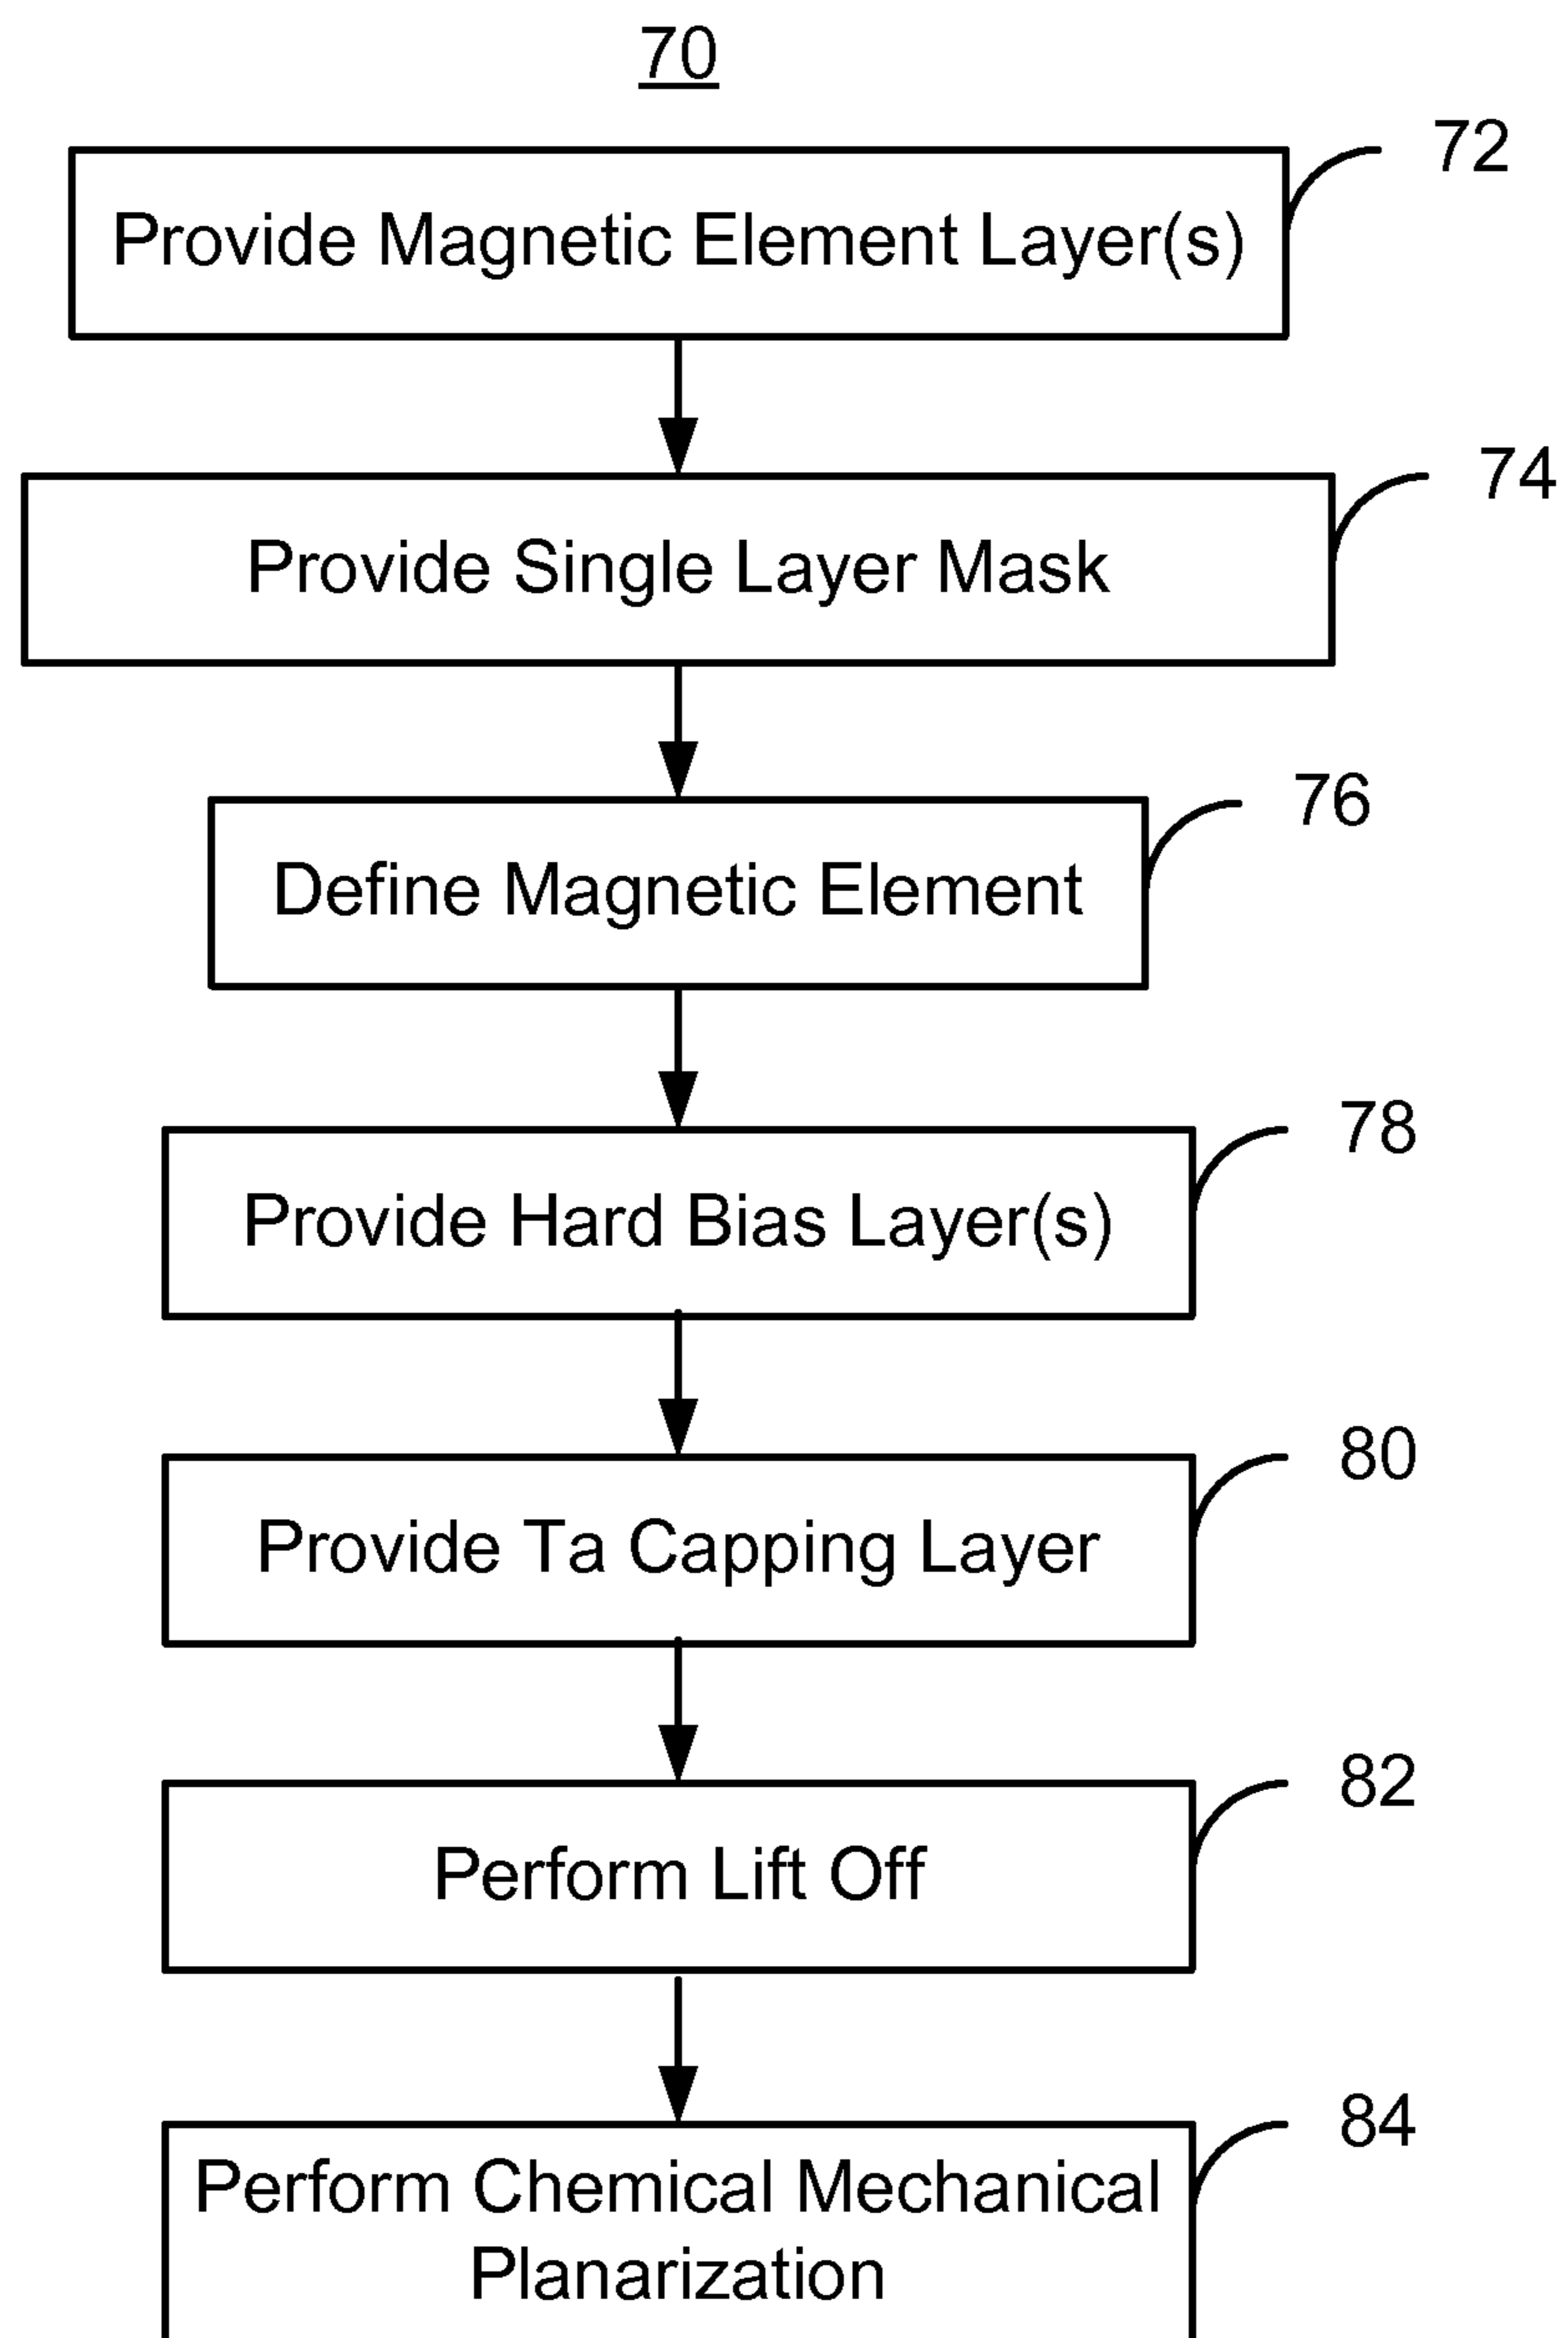 70
72
Provide Magnetic Element Layer(s)
74
Provide Single Layer Mask
76
Define Magnetic Element
78
Provide Hard Bias Layer(s)
80
Provide Ta Capping Layer
82
Perform Lift Off
84
Perform Chemical Mechanical
Planarization